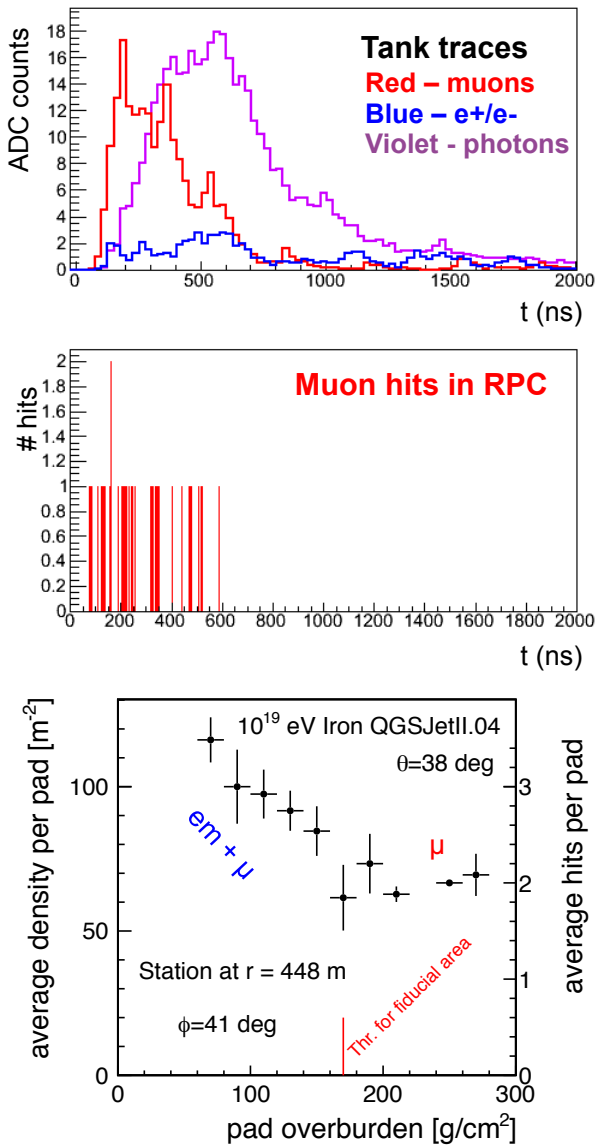 ADC counts
18
16
14
12
10
8
6
4
2
0
Tank traces
Red – muons
Blue – e+/e-
Violet - photons
0 500 1000 1500 2000
t (ns)
# hits
2
1.8
1.6
1.4
1.2
1
0.8
0.6
0.4
0.2
0
Muon hits in RPC
0 200 400 600 800 1000 1200 1400 1600 1800 2000
t (ns)
average density per pad [m⁻²]
100
50
0
10¹⁹ eV Iron QGSJetII.04
θ=38 deg
em + μ
μ
Station at r = 448 m
ϕ=41 deg
Thr. for fiducial area
3
2
1
0
average hits per pad
0 100 200 300
pad overburden [g/cm²]